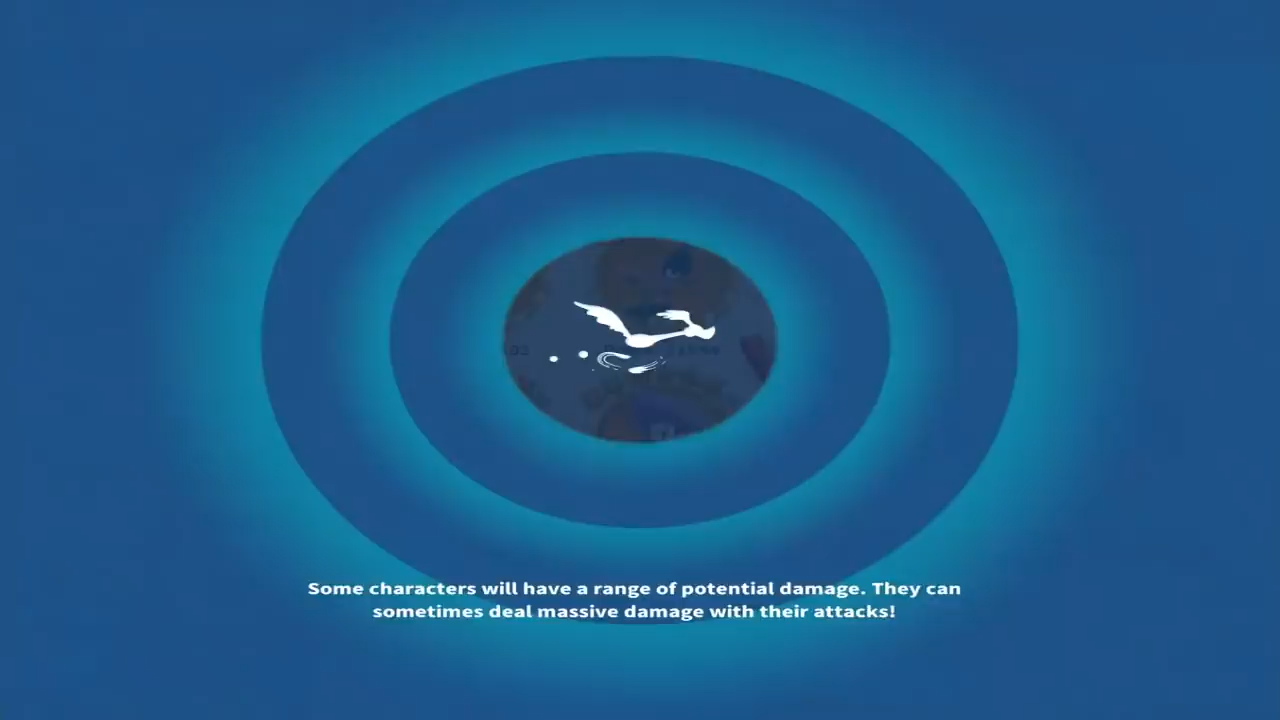 Some characters will have a range of potential damage. They can
sometimes deal massive damage with their attacks!